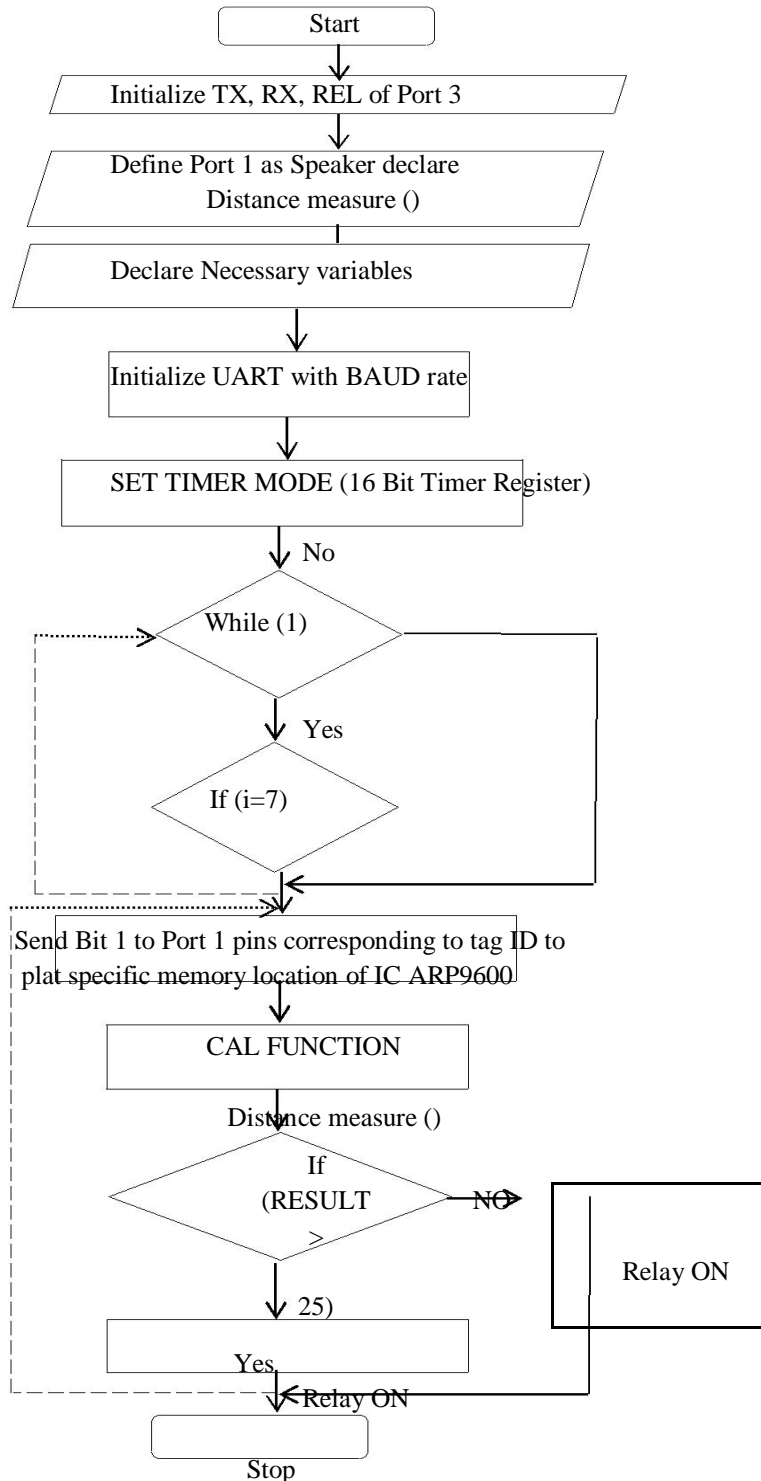 Start
Initialize TX, RX, REL of Port 3
Define Port 1 as Speaker declare
Distance measure ()
Declare Necessary variables
Initialize UART with BAUD rate
SET TIMER MODE (16 Bit Timer Register)
No
While (1)
Yes
If (i=7)
Send Bit 1 to Port 1 pins corresponding to tag ID to
plat specific memory location of IC ARP9600
CAL FUNCTION
Distance measure ()
If
(RESULT
>
NO
Relay ON
25)
Yes
Relay ON
Stop